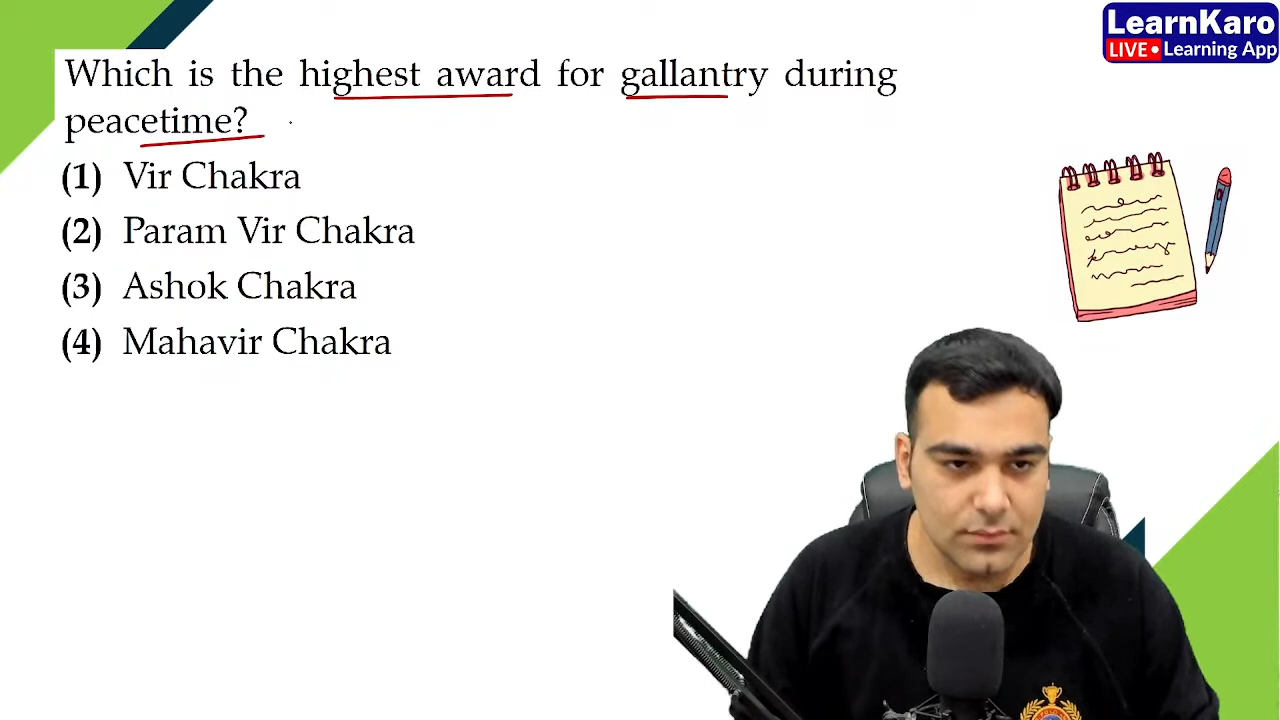 LearnKaro
LIVE • Learning App
Which is the highest award for gallantry during
peacetime?
(1) Vir Chakra
(2) Param Vir Chakra
(3) Ashok Chakra
(4) Mahavir Chakra